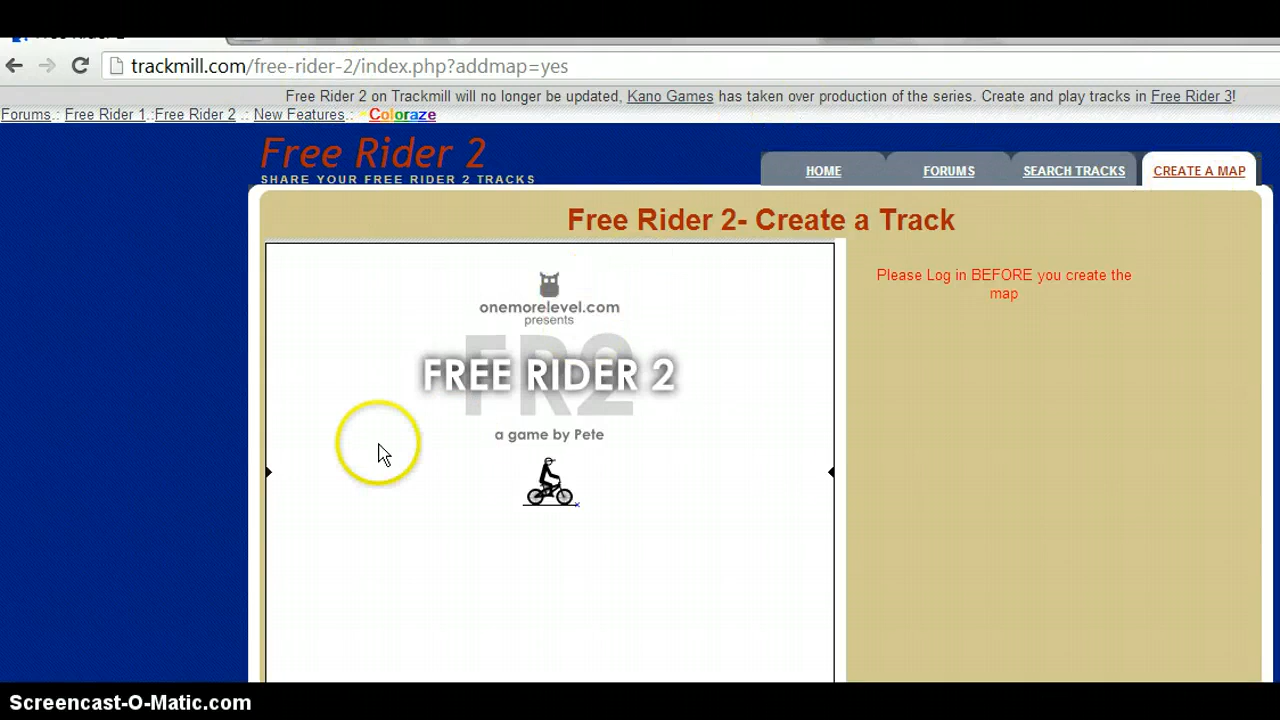 trackmill.com/free-rider-2/index.php?addmap=yes
Free Rider 2 on Trackmill will no longer be updated, Kano Games has taken over production of the series. Create and play tracks in Free Rider 3!
Forums.: Free Rider 1.:Free Rider 2 .: New Features.: Coloraze
Free Rider 2
SHARE YOUR FREE RIDER 2 TRACKS
HOME
FORUMS
SEARCH TRACKS
CREATE A MAP
Free Rider 2- Create a Track
Please Log in BEFORE you create the
map
onemorelevel.com
presents
FR2
FREE RIDER 2
a game by Pete
Screencast-O-Matic.com